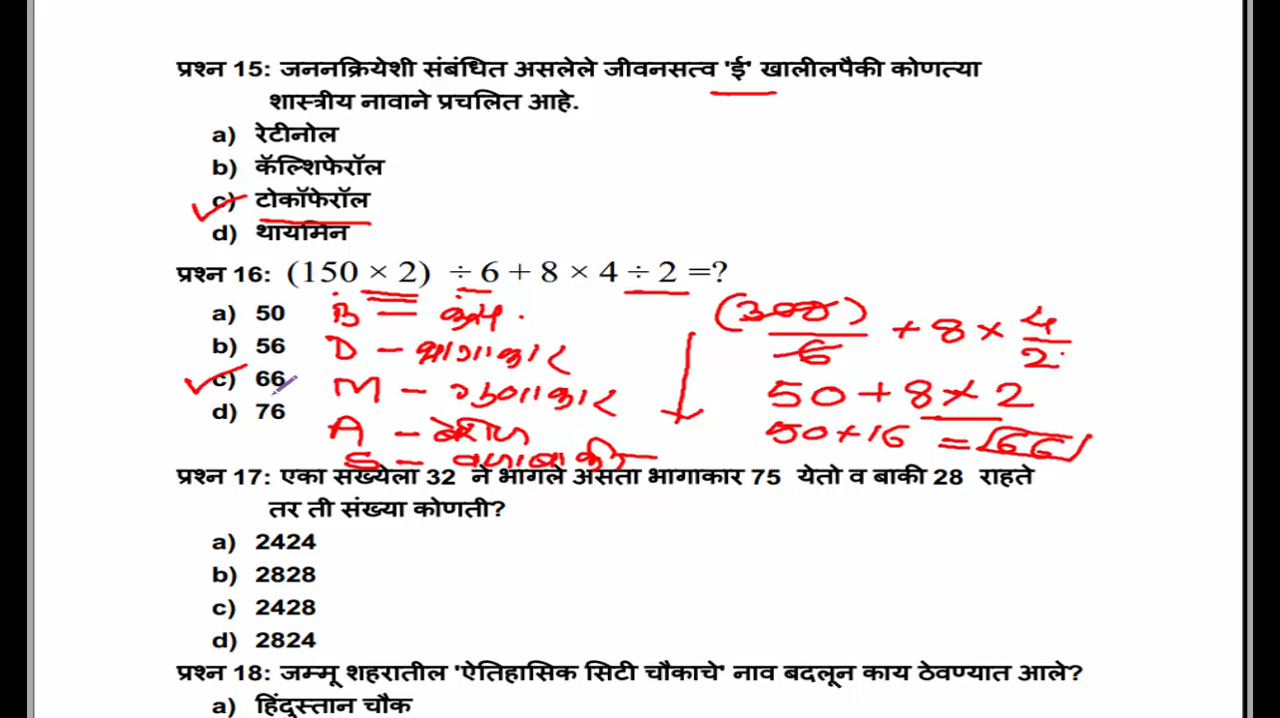 प्रश्न 15: जननक्रियेशी संबंधित असलेले जीवनसत्व 'ई' खालीलपैकी कोणत्या
शास्त्रीय नावाने प्रचलित आहे.
a) रेटीनोल
b) कॅल्शिफेरॉल
c) टोकॉफेरॉल
d) थायमिन
प्रश्न 16: (150 × 2) ÷ 6 + 8 × 4 ÷ 2 =?
a) 50
b) 56
c) 66
d) 76
B =
D – भागाकार
M – गुणाकार
A – बेरीज
S – वजाबाकी
(300)/6 + 8 × 4/2
50 + 8 × 2
50 + 16 = 66
प्रश्न 17: एका संख्येला 32 ने भागले असता भागाकार 75 येतो व बाकी 28 राहते
तर ती संख्या कोणती?
a) 2424
b) 2828
c) 2428
d) 2824
प्रश्न 18: जम्मू शहरातील 'ऐतिहासिक सिटी चौकाचे' नाव बदलून काय ठेवण्यात आले?
a) हिंदुस्तान चौक